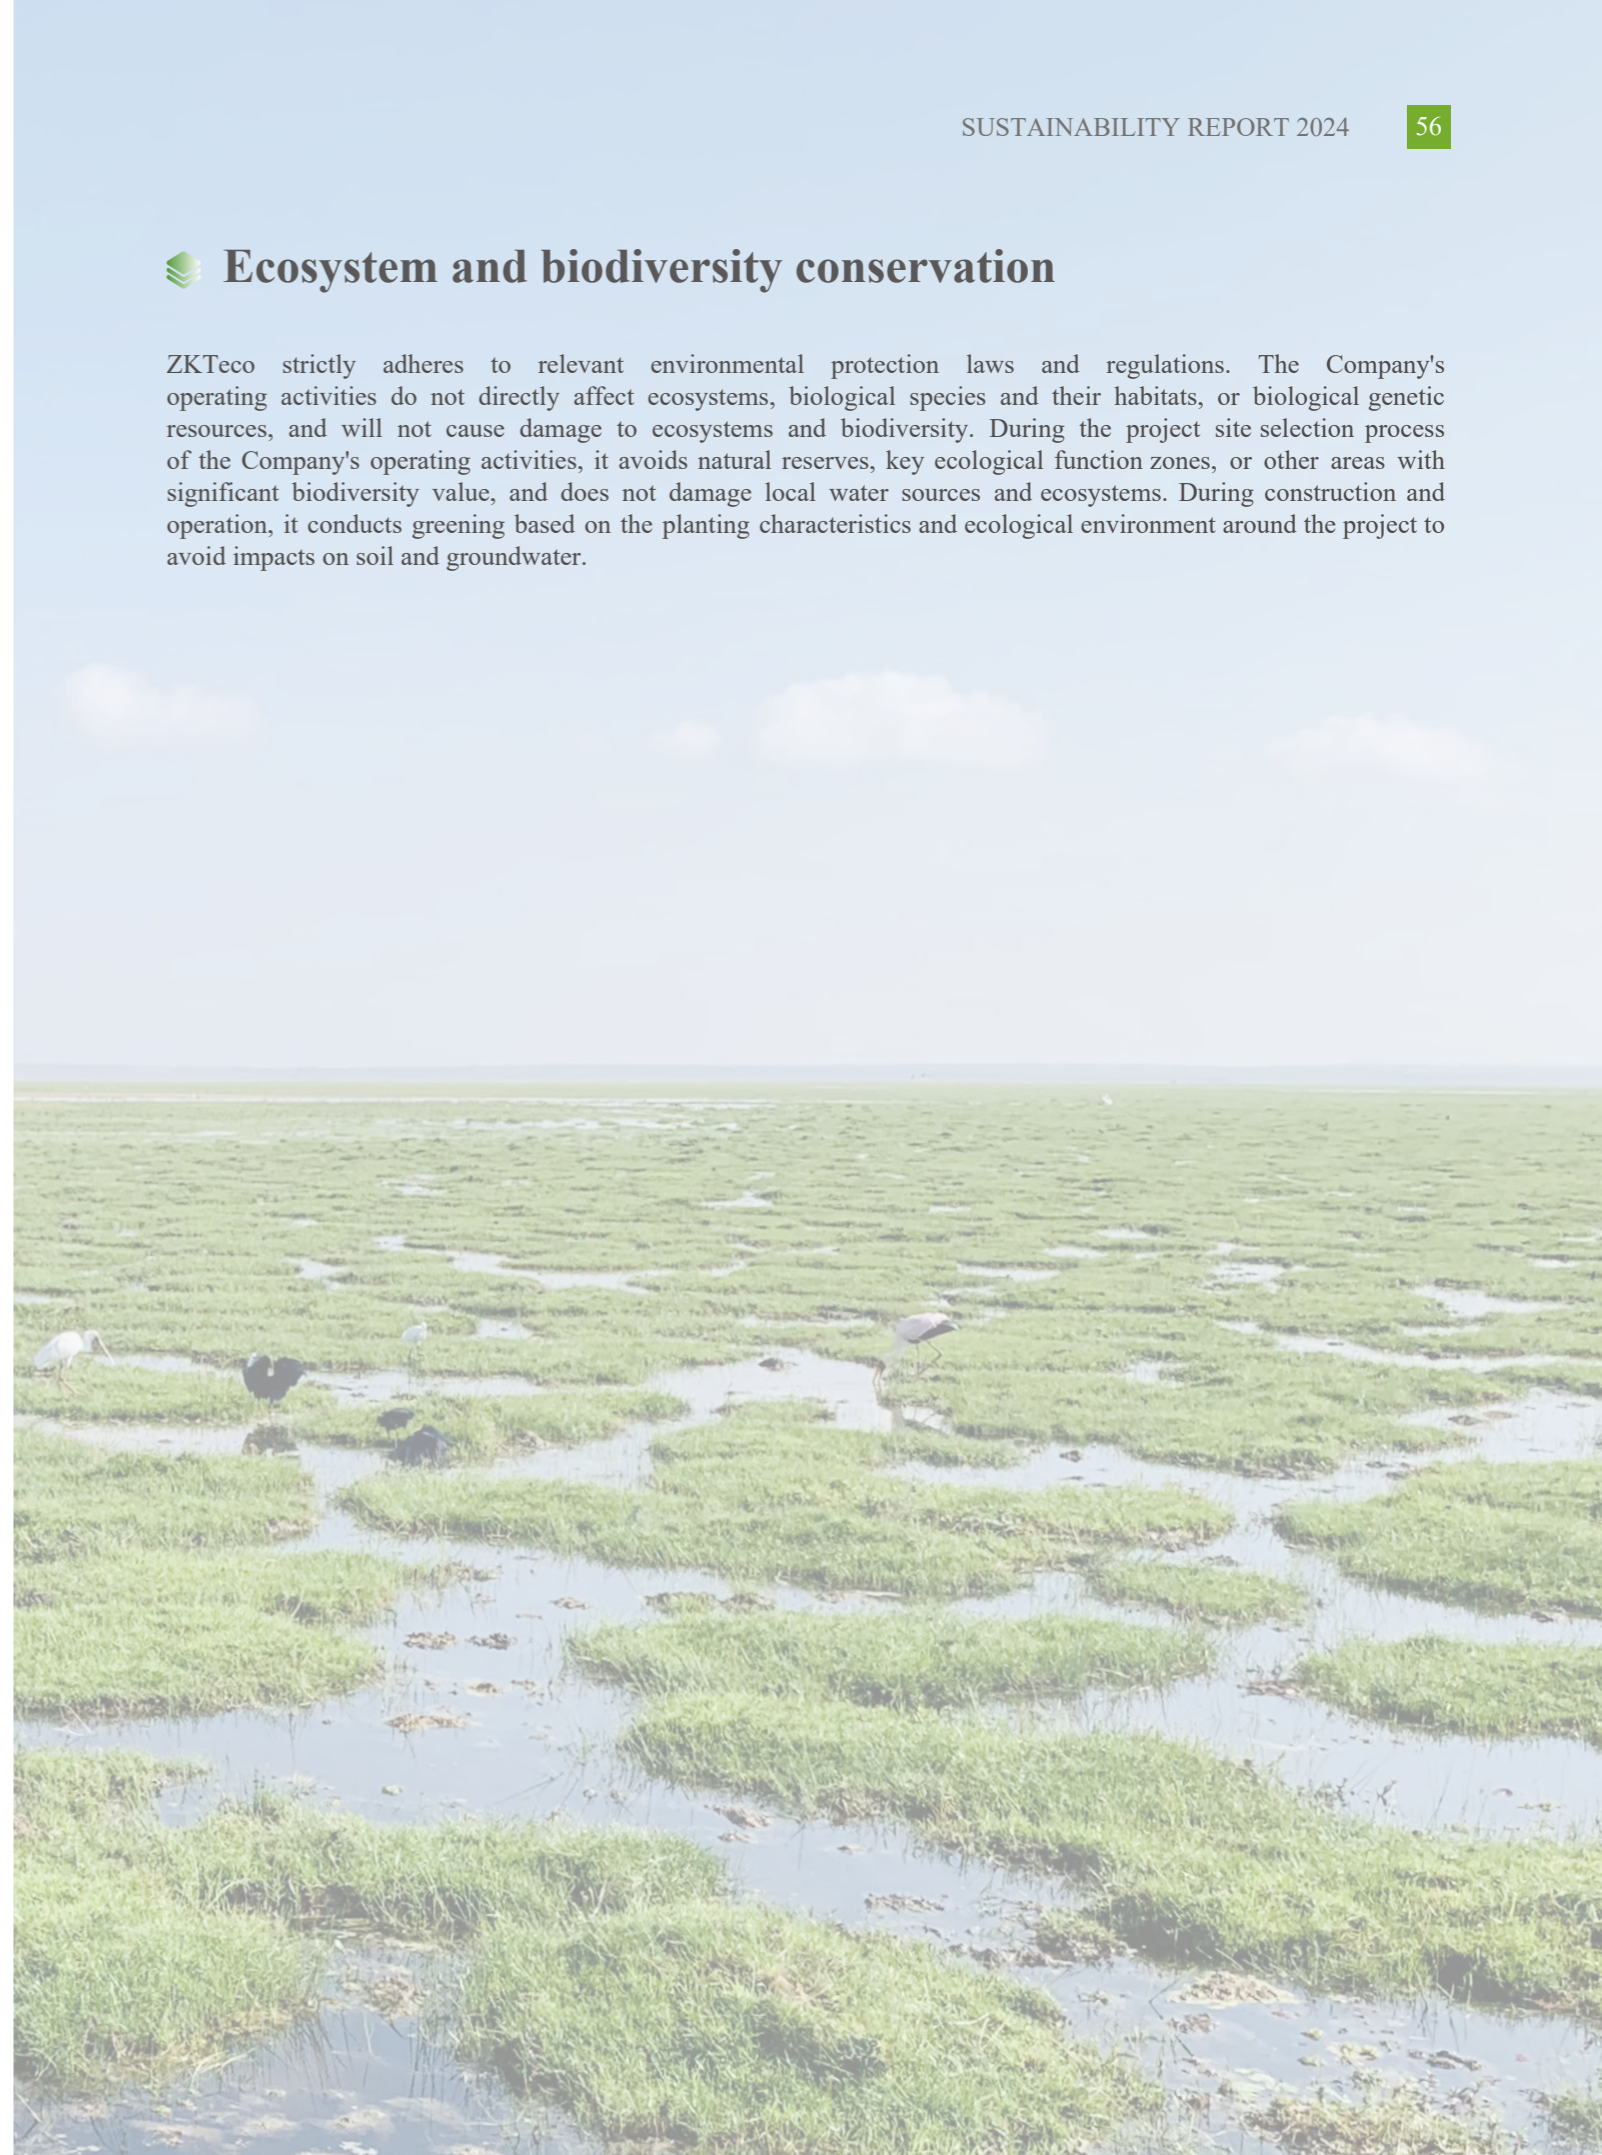 SUSTAINABILITY REPORT 2024
56
Ecosystem and biodiversity conservation
ZKTeco strictly adheres to relevant environmental protection laws and regulations. The Company's
operating activities do not directly affect ecosystems, biological species and their habitats, or biological genetic
resources, and will not cause damage to ecosystems and biodiversity. During the project site selection process
of the Company's operating activities, it avoids natural reserves, key ecological function zones, or other areas with
significant biodiversity value, and does not damage local water sources and ecosystems. During construction and
operation, it conducts greening based on the planting characteristics and ecological environment around the project to
avoid impacts on soil and groundwater.